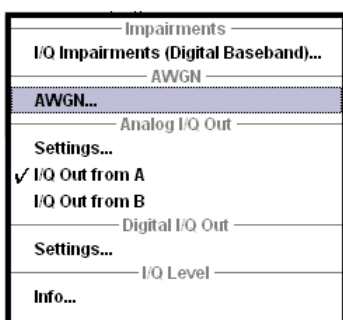 Impairments
I/Q Impairments (Digital Baseband)...
AWGN
AWGN...
Analog I/Q Out
Settings...
I/Q Out from A
I/Q Out from B
Digital I/Q Out
Settings...
I/Q Level
Info...